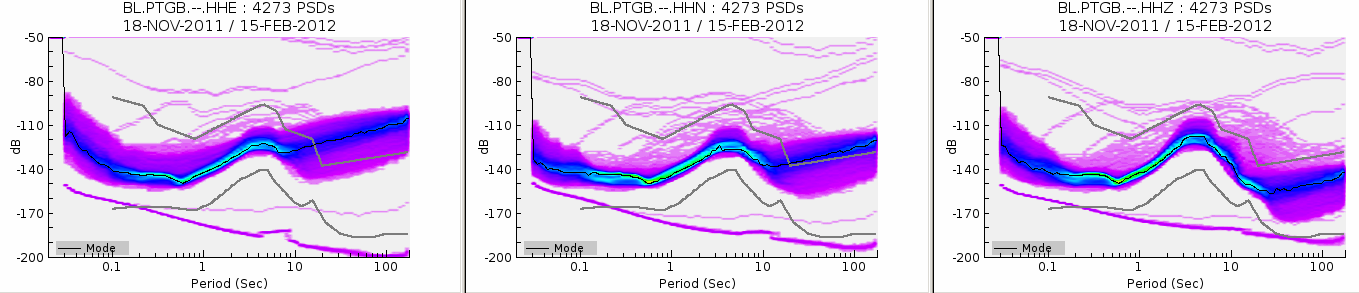 BL.PTGB.--.HHE : 4273 PSDs
18-NOV-2011 / 15-FEB-2012
-50
-80
-110
-140
-170
-200
dB
Mode
0.1 1 10 100
Period (Sec)
BL.PTGB.--.HHN : 4273 PSDs
18-NOV-2011 / 15-FEB-2012
-50
-80
-110
-140
-170
-200
dB
Mode
0.1 1 10 100
Period (Sec)
BL.PTGB.--.HHZ : 4273 PSDs
18-NOV-2011 / 15-FEB-2012
-50
-80
-110
-140
-170
-200
dB
Mode
0.1 1 10 100
Period (Sec)